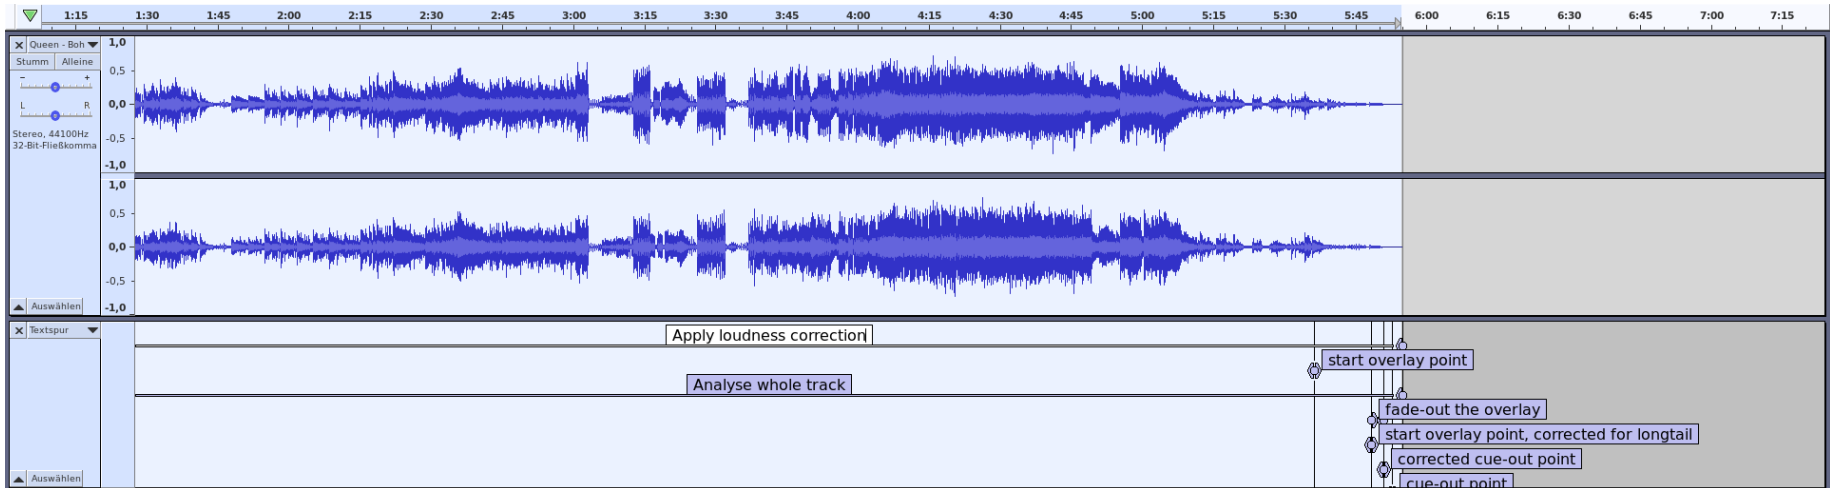 1:15 1:30 1:45 2:00 2:15 2:30 2:45 3:00 3:15 3:30 3:45 4:00 4:15 4:30 4:45 5:00 5:15 5:30 5:45 6:00 6:15 6:30 6:45 7:00 7:15
Queen - Boh
Stumm Alleine
- +
L R
Stereo, 44100Hz
32-Bit-Fließkomma
Auswählen
1,0
0,5
0,0
-0,5
-1,0
1,0
0,5
0,0
-0,5
-1,0
Textspur
Auswählen
Apply loudness correction
start overlay point
Analyse whole track
fade-out the overlay
start overlay point, corrected for longtail
corrected cue-out point
cue-out point